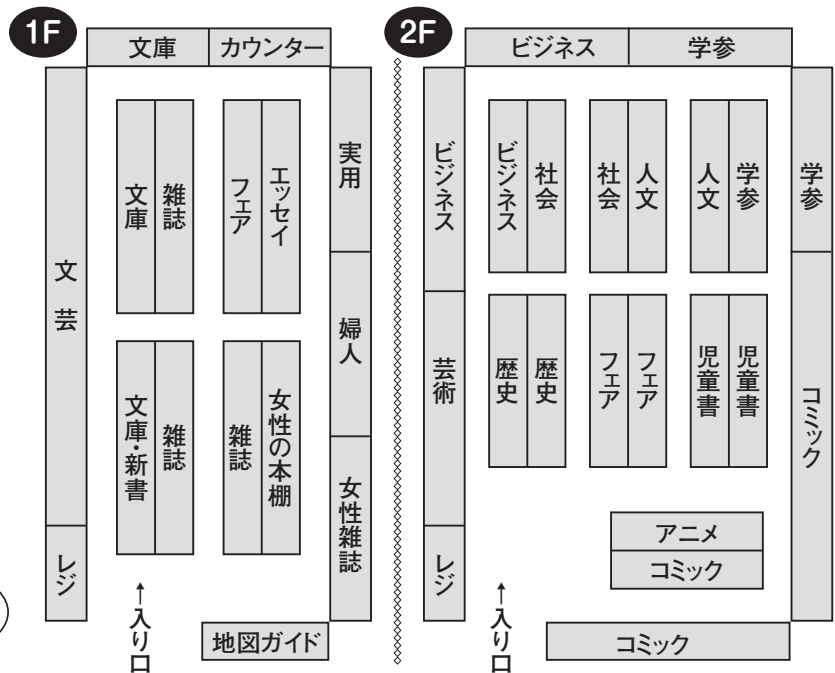 1F
文庫
カウンター
文芸
レジ
文庫
雑誌
フェア
エッセイ
実用
文庫・新書
雑誌
雑誌
女性の本棚
婦人
女性雑誌
↑入り口
地図ガイド
2F
ビジネス
学参
ビジネス
芸術
レジ
ビジネス
社会
社会
人文
人文
学参
学参
歴史
歴史
フェア
フェア
児童書
児童書
コミック
アニメ
コミック
↑入り口
コミック